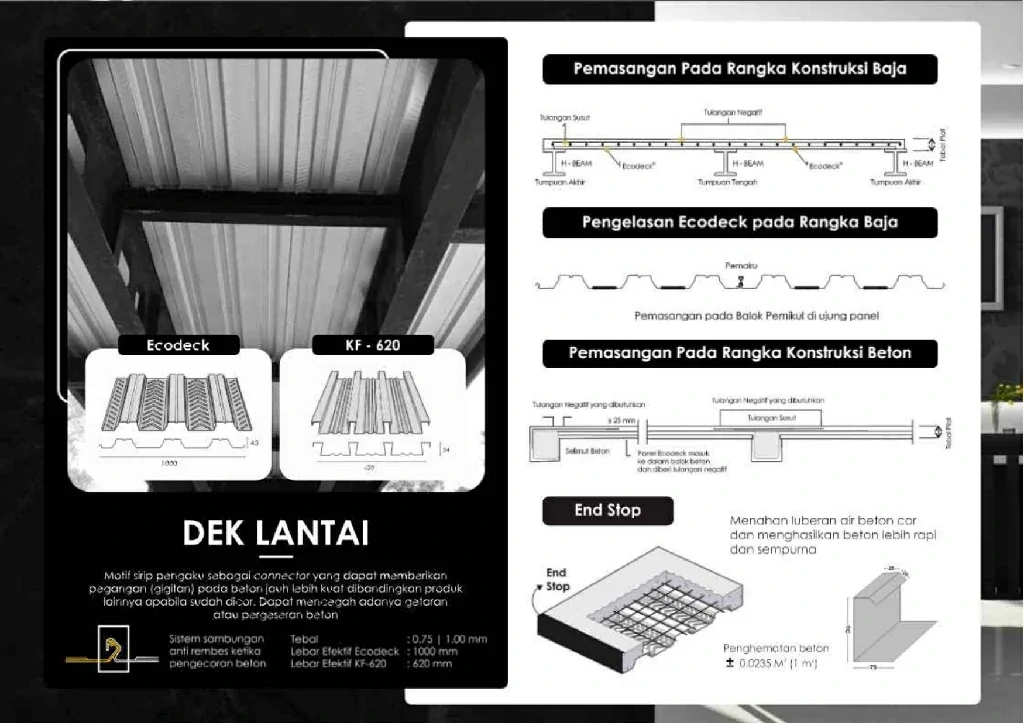 Ecodeck
KF - 620
43
1000
34
620
DEK LANTAI
Motif sirip pengaku sebagai connector yang dapat memberikan
pegangan (gigitan) pada beton jauh lebih kuat dibandingkan produk
lainnya apabila sudah dicor. Dapat mencegah adanya getaran
atau pergeseran beton
Sistem sambungan
anti rembes ketika
pengecoran beton
Tebal : 0.75 | 1.00 mm
Lebar Efektif Ecodeck : 1000 mm
Lebar Efektif KF-620 : 620 mm
Pemasangan Pada Rangka Konstruksi Baja
Tulangan Susut
Tulangan Negatif
Tebal Plat
H - BEAM
Ecodeck®
H - BEAM
Ecodeck®
H - BEAM
Tumpuan Akhir
Tumpuan Tengah
Tumpuan Akhir
Pengelasan Ecodeck pada Rangka Baja
Pemaku
Pemasangan pada Balok Pemikul di ujung panel
Pemasangan Pada Rangka Konstruksi Beton
Tulangan Negatif yang dibutuhkan
Tulangan Negatif yang dibutuhkan
± 25 mm
Tulangan Susut
Tebal Plat
Selimut Beton
Panel Ecodeck masuk
ke dalam balok beton
dan diberi tulangan negatif
End Stop
Menahan luberan air beton cor
dan menghasilkan beton lebih rapi
dan sempurna
End
Stop
Penghematan beton
± 0.0235 M³ (1 m²)
75